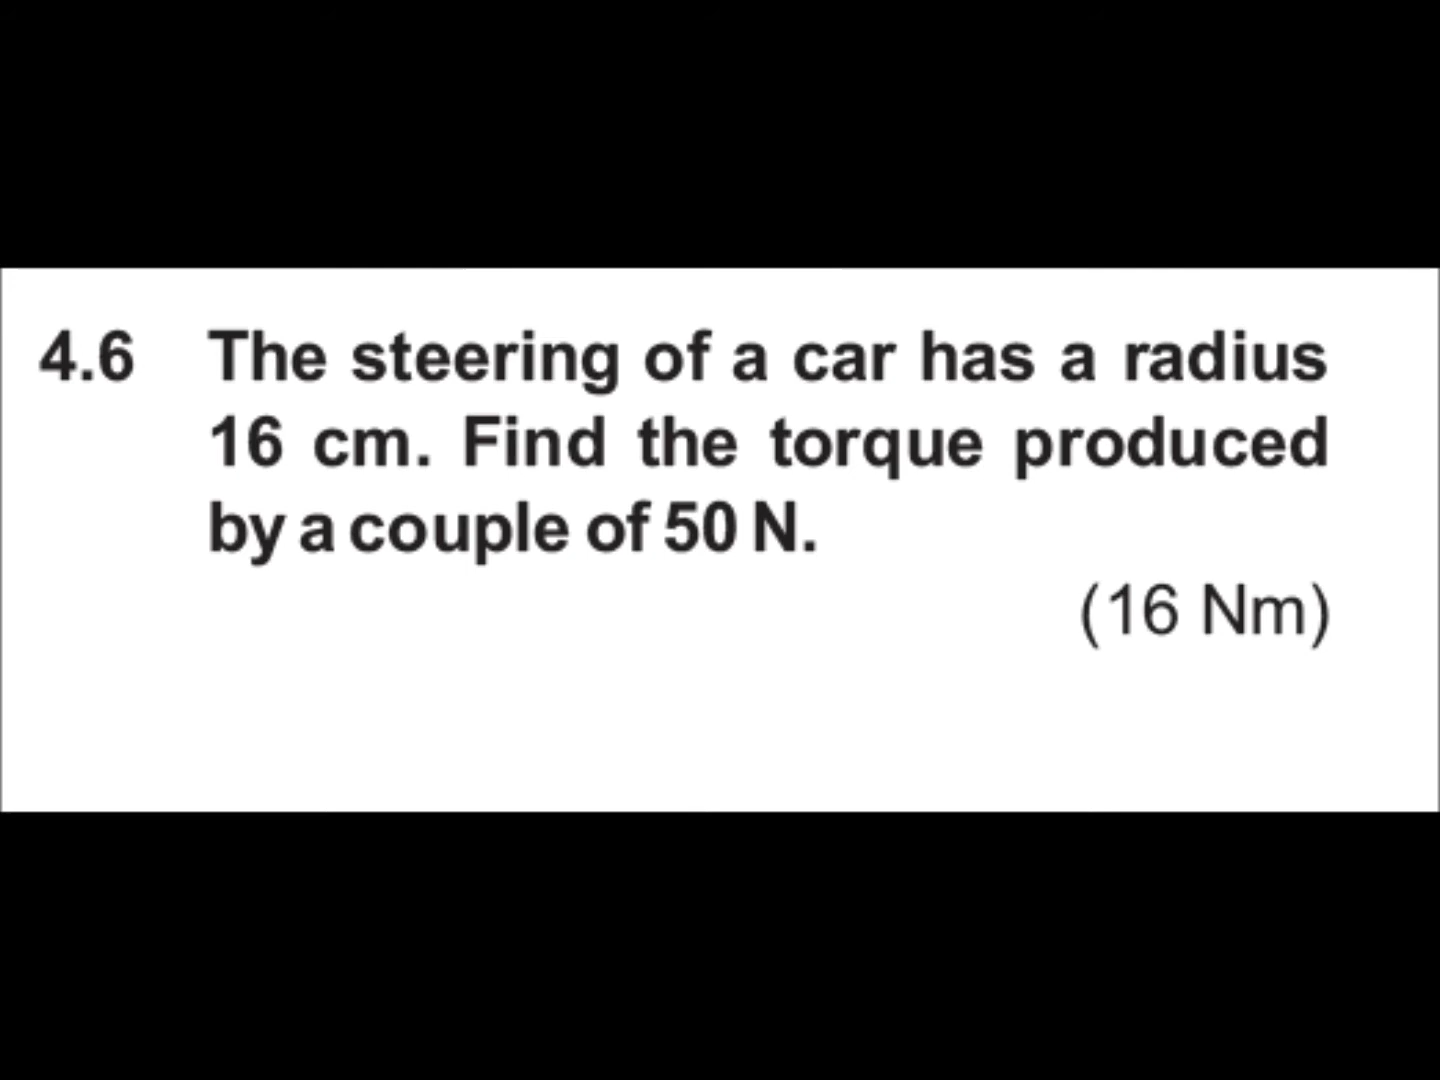 4.6 The steering of a car has a radius
16 cm. Find the torque produced
by a couple of 50 N.
(16 Nm)